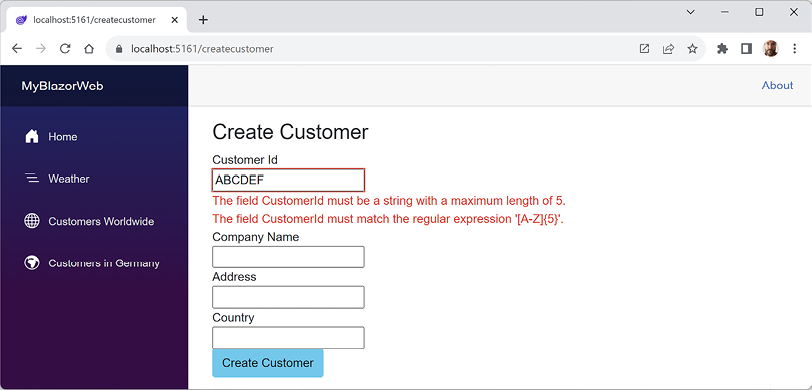 localhost:5161/createcustomer
localhost:5161/createcustomer
MyBlazorWeb
About
Home
Weather
Customers Worldwide
Customers in Germany
Create Customer
Customer Id
ABCDEF
The field CustomerId must be a string with a maximum length of 5.
The field CustomerId must match the regular expression '[A-Z]{5}'.
Company Name
Address
Country
Create Customer